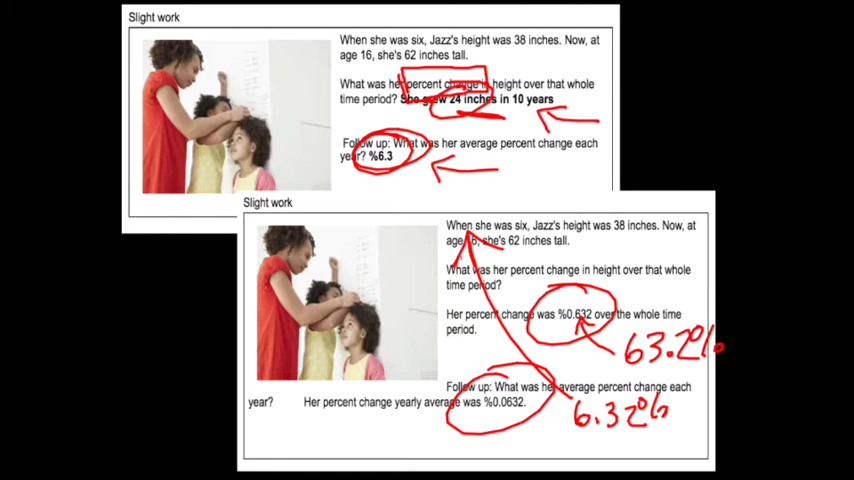 Slight work
When she was six, Jazz's height was 38 inches. Now, at
age 16, she's 62 inches tall.
What was her percent change in height over that whole
time period? She grew 24 inches in 10 years
Follow up: What was her average percent change each
year? %6.3
Slight work
When she was six, Jazz's height was 38 inches. Now, at
age 16, she's 62 inches tall.
What was her percent change in height over that whole
time period?
Her percent change was %0.632 over the whole time
period.
63.2%
Follow up: What was her average percent change each
year? Her percent change yearly average was %0.0632.
6.32%